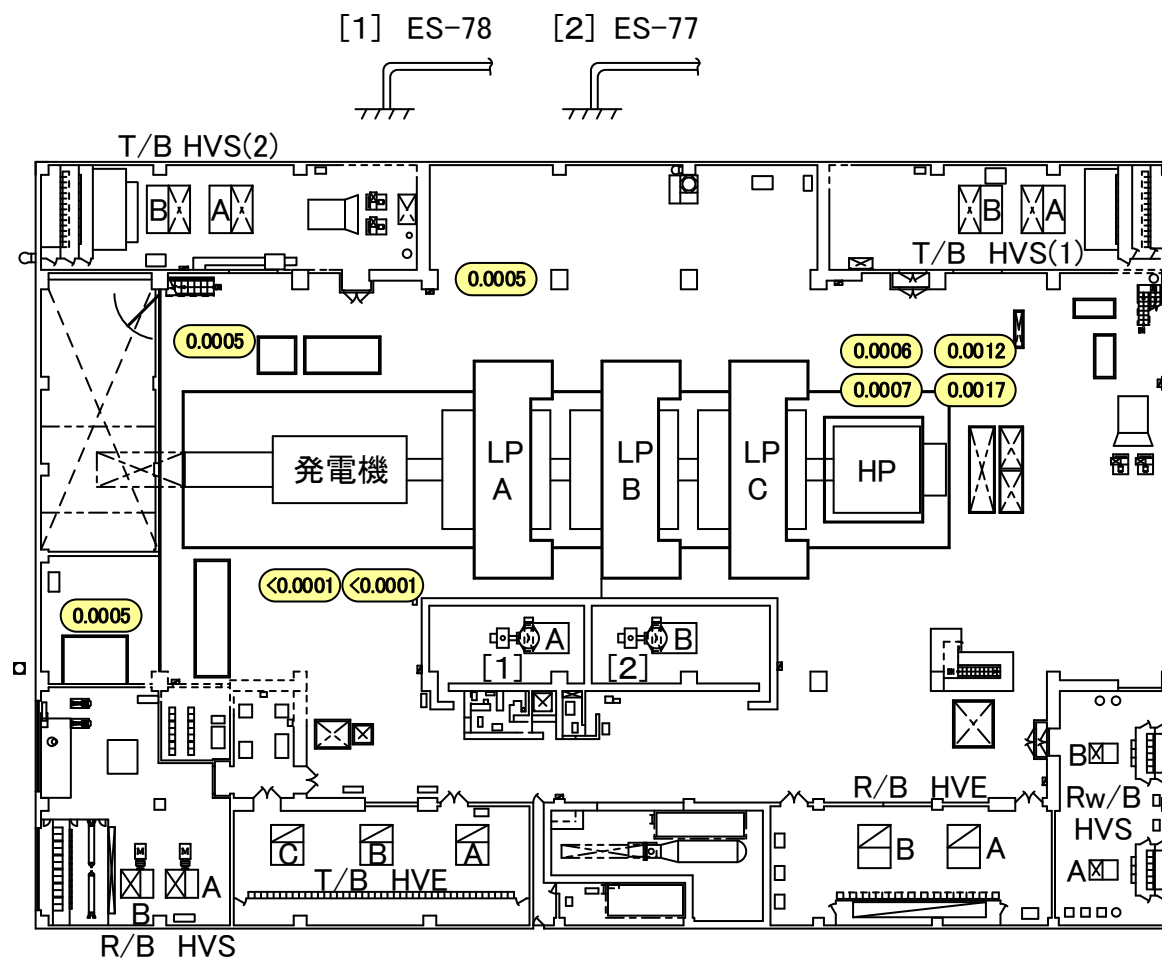 [1] ES-78 [2] ES-77
T/B HVS(2)
B A B A
T/B HVS(1)
0.0005
0.0005
0.0006 0.0012
0.0007 0.0017
発電機
LP
A
LP
B
LP
C
HP
<0.0001 <0.0001
0.0005
A B
[1] [2]
B
R/B HVE
Rw/B
HVS
M M
C B A B A A
T/B HVE
A
B
R/B HVS